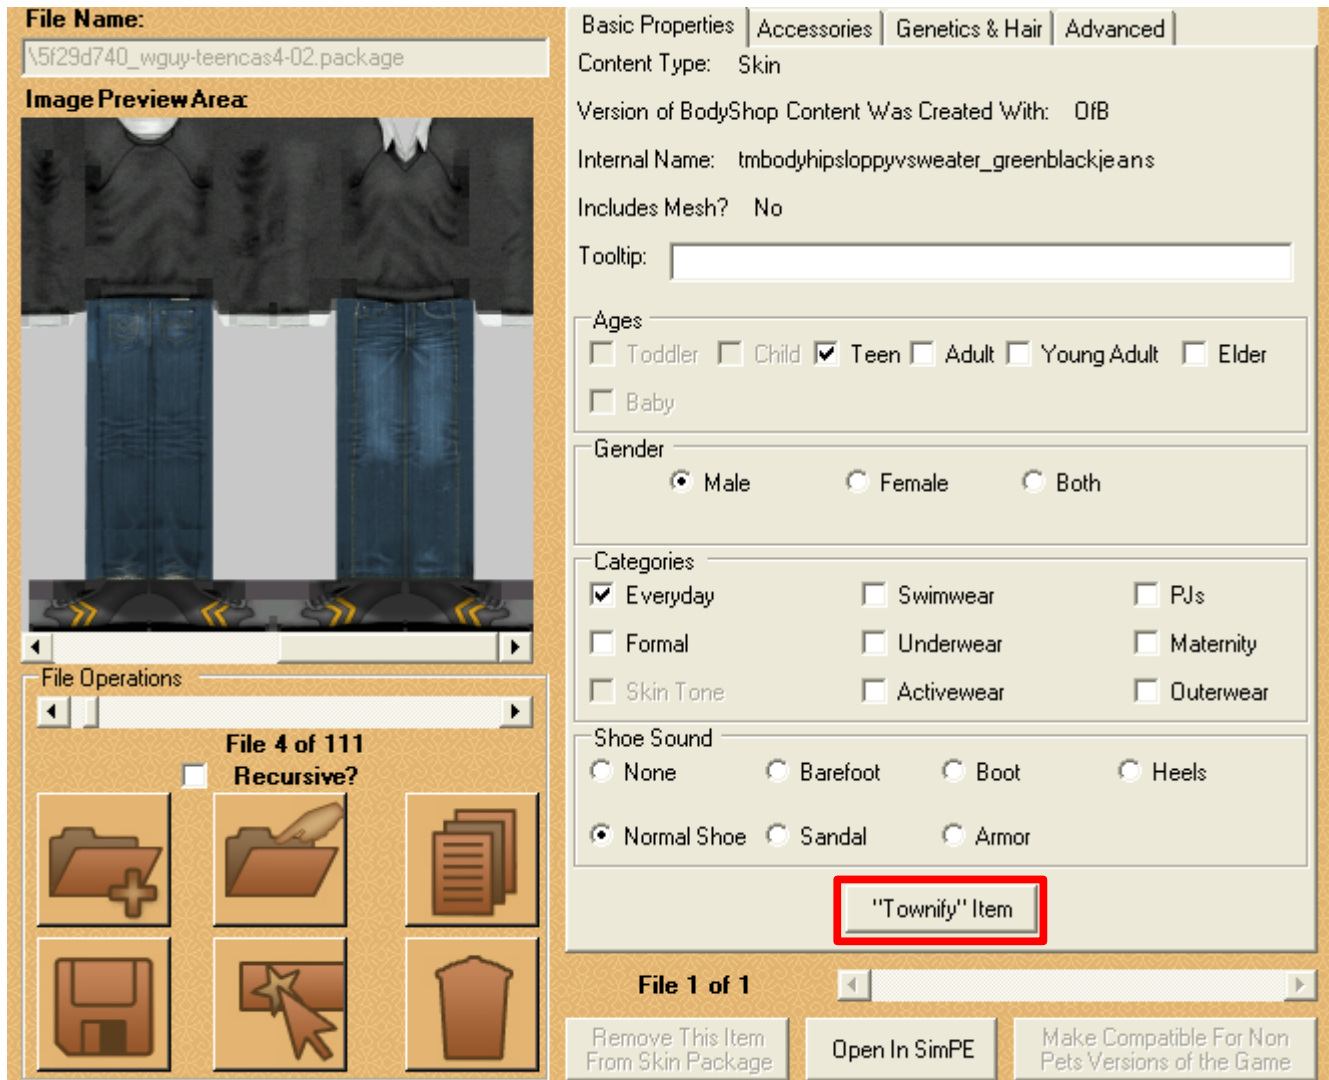 File Name:
\5f29d740_wguy-teencas4-02.package
Image Preview Area:
File Operations
File 4 of 111
Recursive?
Basic Properties Accessories Genetics & Hair Advanced
Content Type: Skin
Version of BodyShop Content Was Created With: OfB
Internal Name: tmbodyhipsloppyvsweater_greenblackjeans
Includes Mesh? No
Tooltip:
Ages
Toddler Child Teen Adult Young Adult Elder
Baby
Gender
Male Female Both
Categories
Everyday Swimwear PJs
Formal Underwear Maternity
Skin Tone Activewear Outerwear
Shoe Sound
None Barefoot Boot Heels
Normal Shoe Sandal Armor
"Townify" Item
File 1 of 1
Remove This Item
From Skin Package
Open In SimPE
Make Compatible For Non
Pets Versions of the Game